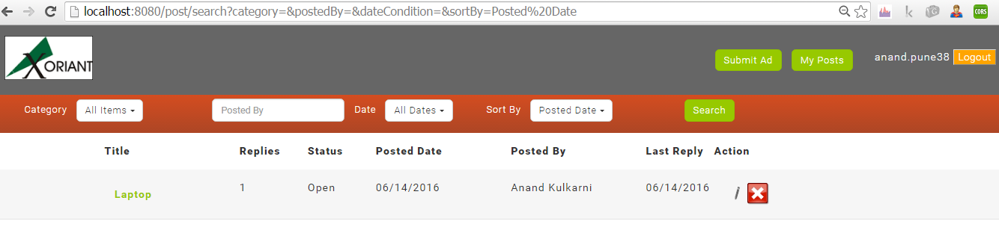 localhost:8080/post/search?category=&postedBy=&dateCondition=&sortBy=Posted%20Date
CORS
XORIANT
Submit Ad My Posts anand.pune38 Logout
Category All Items Posted By Date All Dates Sort By Posted Date Search
Title Replies Status Posted Date Posted By Last Reply Action
Laptop 1 Open 06/14/2016 Anand Kulkarni 06/14/2016